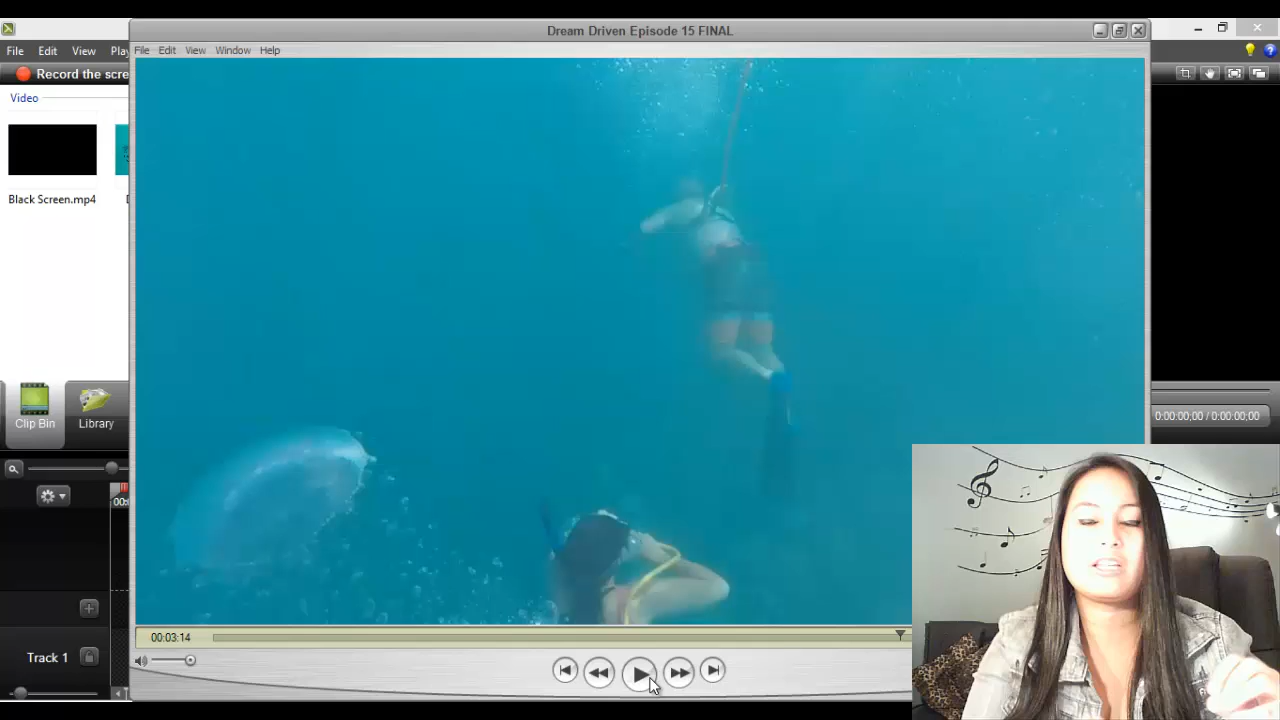 Dream Driven Episode 15 FINAL
File Edit View Play
File Edit View Window Help
Record the scre
Video
Black Screen.mp4
Clip Bin
Library
0:00:00;00 / 0:00:00;00
00:03:14
Track 1